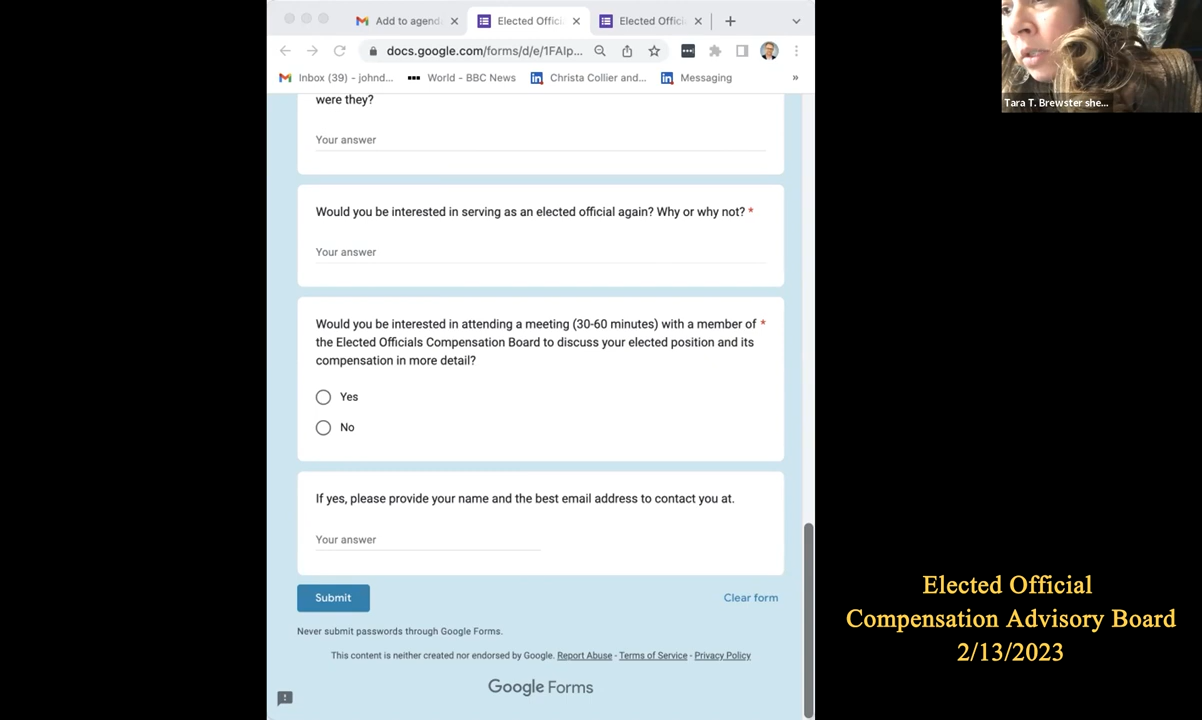 Add to agend
Elected Offici
Elected Offici
docs.google.com/forms/d/e/1FAIp...
Inbox (39) - johnd...
World - BBC News
Christa Collier and...
Messaging
»
Tara T. Brewster she...
were they?
Your answer
Would you be interested in serving as an elected official again? Why or why not? *
Your answer
Would you be interested in attending a meeting (30-60 minutes) with a member of *
the Elected Officials Compensation Board to discuss your elected position and its
compensation in more detail?
Yes
No
If yes, please provide your name and the best email address to contact you at.
Your answer
Submit
Clear form
Never submit passwords through Google Forms.
This content is neither created nor endorsed by Google. Report Abuse - Terms of Service - Privacy Policy
Google Forms
Elected Official
Compensation Advisory Board
2/13/2023